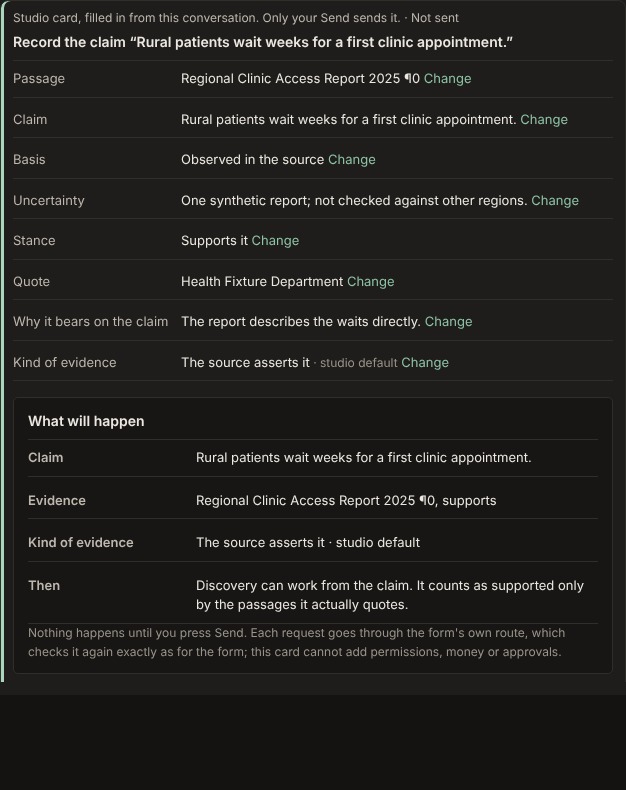 Studio card, filled in from this conversation. Only your Send sends it. · Not sent
Record the claim “Rural patients wait weeks for a first clinic appointment.”
Passage Regional Clinic Access Report 2025 ¶0 Change
Claim Rural patients wait weeks for a first clinic appointment. Change
Basis Observed in the source Change
Uncertainty One synthetic report; not checked against other regions. Change
Stance Supports it Change
Quote Health Fixture Department Change
Why it bears on the claim The report describes the waits directly. Change
Kind of evidence The source asserts it · studio default Change
What will happen
Claim Rural patients wait weeks for a first clinic appointment.
Evidence Regional Clinic Access Report 2025 ¶0, supports
Kind of evidence The source asserts it · studio default
Then Discovery can work from the claim. It counts as supported only
by the passages it actually quotes.
Nothing happens until you press Send. Each request goes through the form's own route, which
checks it again exactly as for the form; this card cannot add permissions, money or approvals.